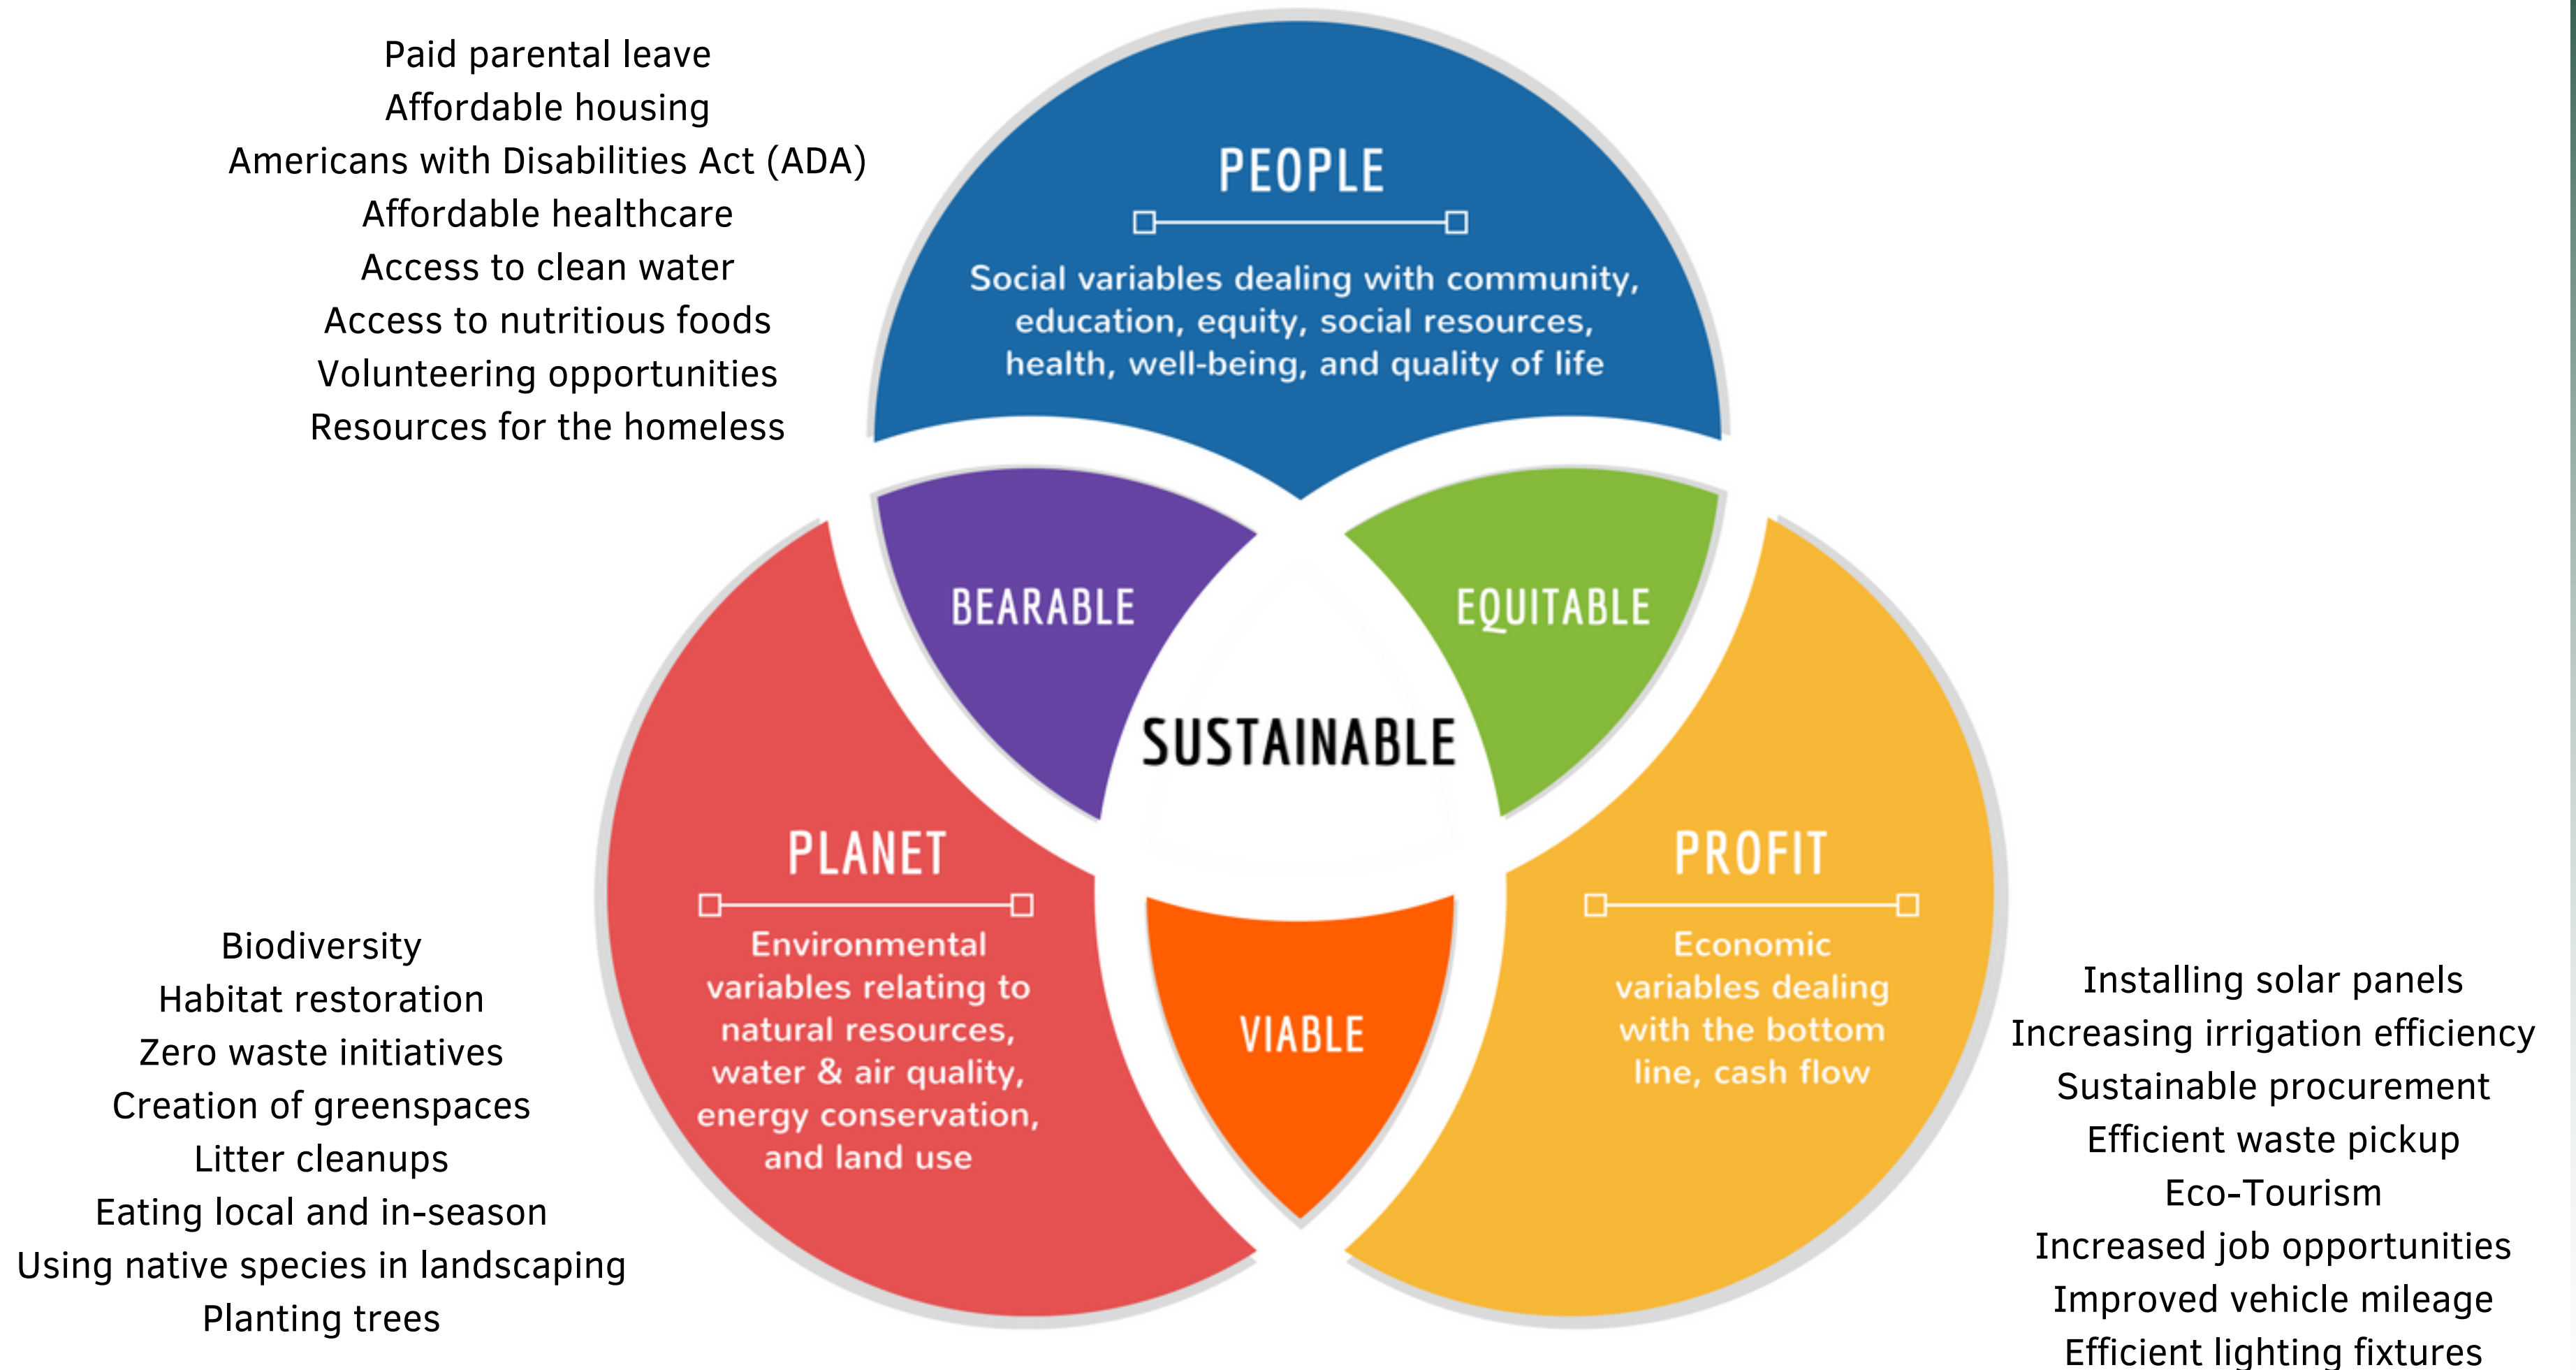 Paid parental leave
Affordable housing
Americans with Disabilities Act (ADA)
Affordable healthcare
Access to clean water
Access to nutritious foods
Volunteering opportunities
Resources for the homeless
PEOPLE
Social variables dealing with community,
education, equity, social resources,
health, well-being, and quality of life
BEARABLE
EQUITABLE
SUSTAINABLE
PLANET
Environmental
variables relating to
natural resources,
water & air quality,
energy conservation,
and land use
VIABLE
PROFIT
Economic
variables dealing
with the bottom
line, cash flow
Biodiversity
Habitat restoration
Zero waste initiatives
Creation of greenspaces
Litter cleanups
Eating local and in-season
Using native species in landscaping
Planting trees
Installing solar panels
Increasing irrigation efficiency
Sustainable procurement
Efficient waste pickup
Eco-Tourism
Increased job opportunities
Improved vehicle mileage
Efficient lighting fixtures